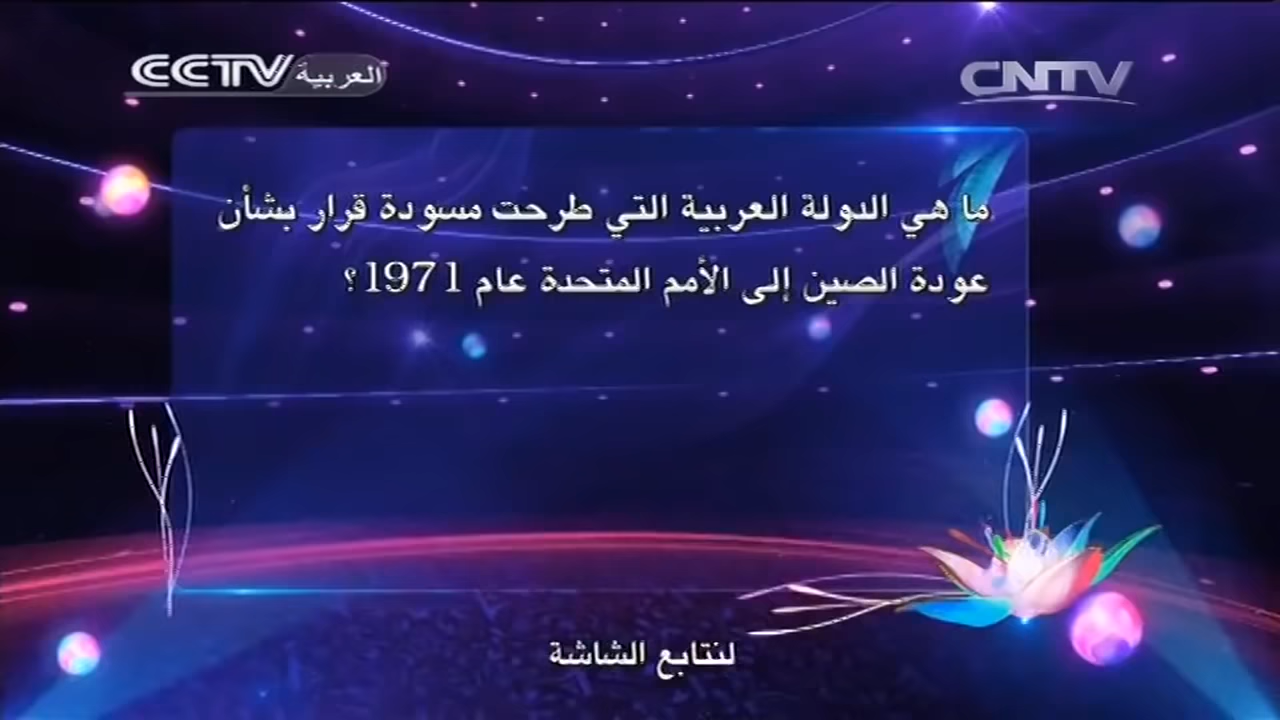 CCTV العربية
CNTV
ما هي الدولة العربية التي طرحت مسودة قرار بشأن
عودة الصين إلى الأمم المتحدة عام 1971؟
لنتابع الشاشة